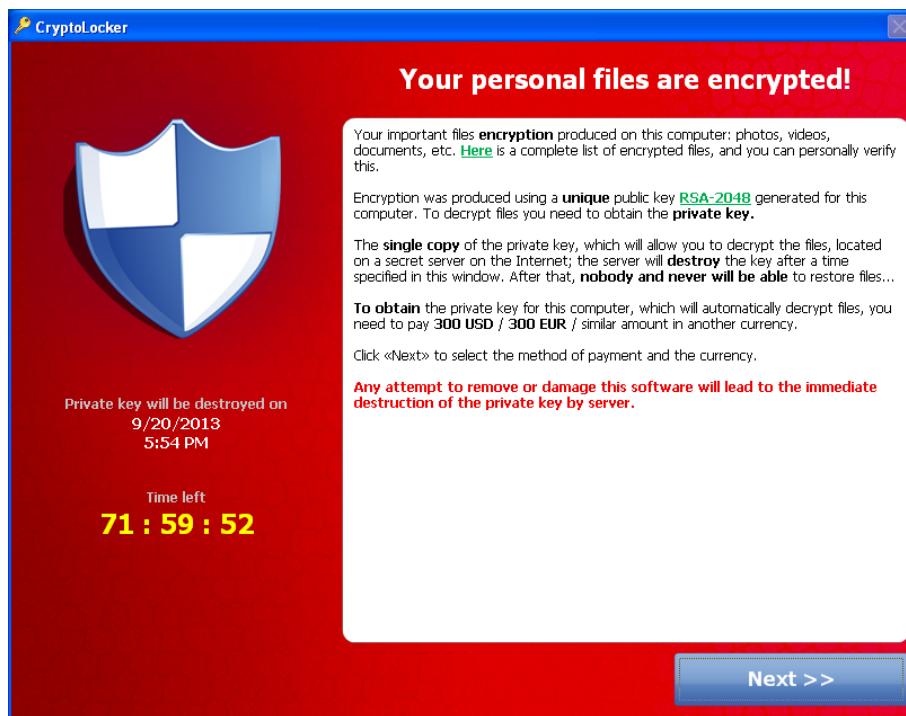 CryptoLocker
Your personal files are encrypted!
Your important files encryption produced on this computer: photos, videos,
documents, etc. Here is a complete list of encrypted files, and you can personally verify
this.
Encryption was produced using a unique public key RSA-2048 generated for this
computer. To decrypt files you need to obtain the private key.
The single copy of the private key, which will allow you to decrypt the files, located
on a secret server on the Internet; the server will destroy the key after a time
specified in this window. After that, nobody and never will be able to restore files...
To obtain the private key for this computer, which will automatically decrypt files, you
need to pay 300 USD / 300 EUR / similar amount in another currency.
Click «Next» to select the method of payment and the currency.
Any attempt to remove or damage this software will lead to the immediate
destruction of the private key by server.
Private key will be destroyed on
9/20/2013
5:54 PM
Time left
71 : 59 : 52
Next >>